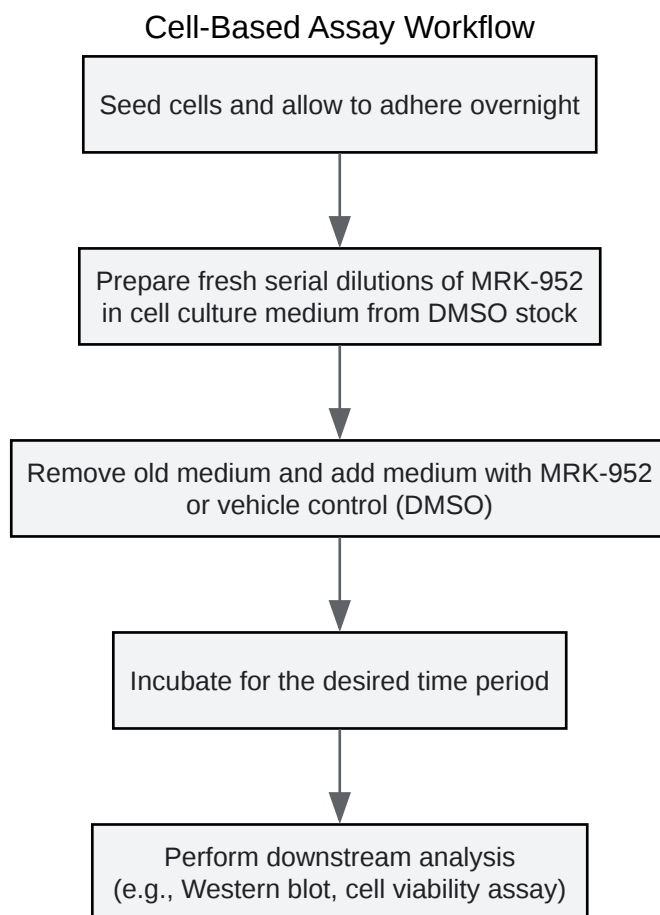 Cell-Based Assay Workflow
Seed cells and allow to adhere overnight
Prepare fresh serial dilutions of MRK-952
in cell culture medium from DMSO stock
Remove old medium and add medium with MRK-952
or vehicle control (DMSO)
Incubate for the desired time period
Perform downstream analysis
(e.g., Western blot, cell viability assay)